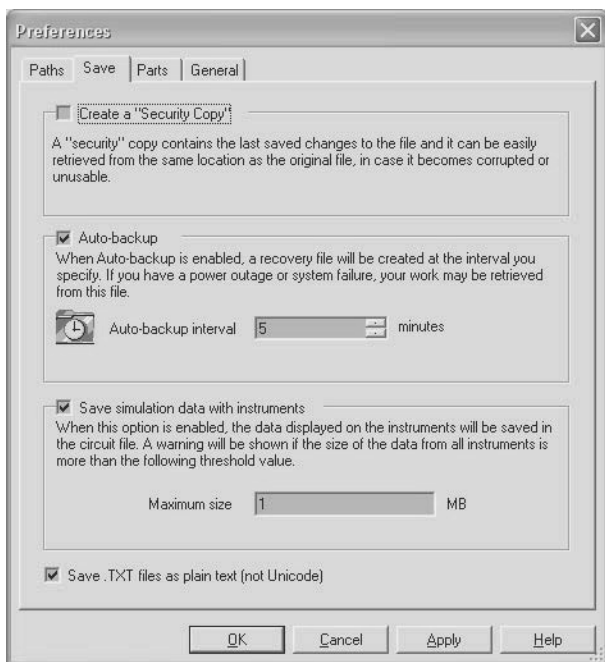 Preferences
Paths Save Parts General
Create a "Security Copy"
A "security" copy contains the last saved changes to the file and it can be easily
retrieved from the same location as the original file, in case it becomes corrupted or
unusable.
Auto-backup
When Auto-backup is enabled, a recovery file will be created at the interval you
specify. If you have a power outage or system failure, your work may be retrieved
from this file.
Auto-backup interval 5 minutes
Save simulation data with instruments
When this option is enabled, the data displayed on the instruments will be saved in
the circuit file. A warning will be shown if the size of the data from all instruments is
more than the following threshold value.
Maximum size 1 MB
Save .TXT files as plain text (not Unicode)
OK Cancel Apply Help